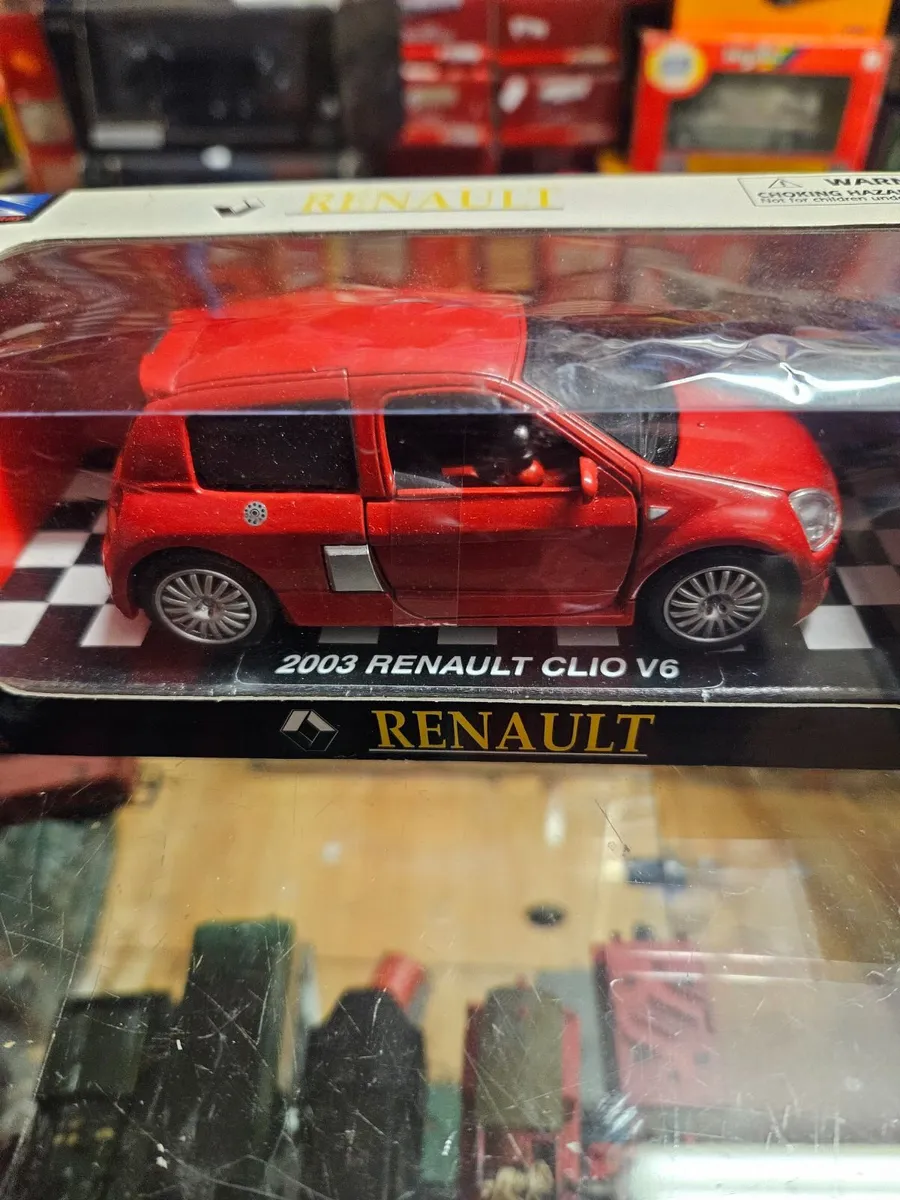 RENAULT
WARN
CHOKING HAZA
Not for children und
2003 RENAULT CLIO V6
RENAULT